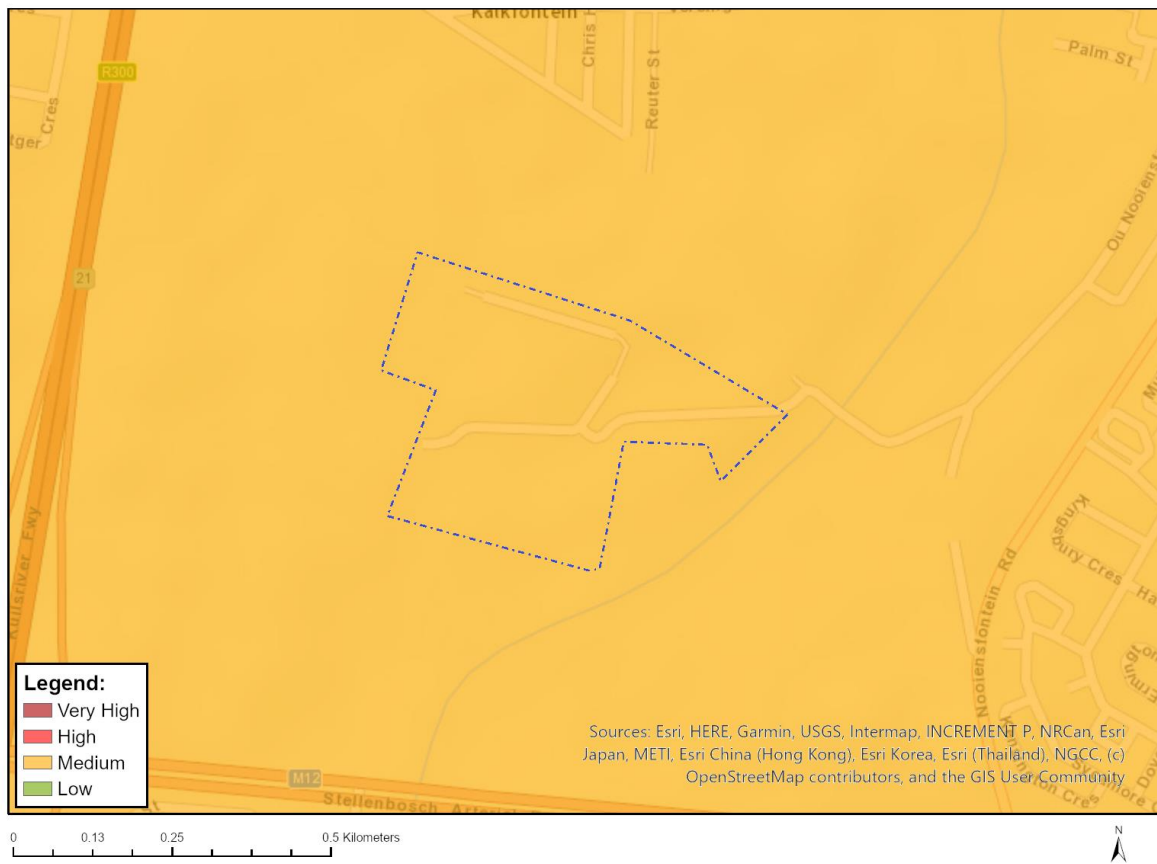 Kalkfontein
R300
Chris H
Reuter St
Palm St
tger Cres
Ou Nooiens
21
Kuilsriver Fwy
Kingsbury Cres
Ha
Nooiensfontein Rd
Legend:
Very High
High
Medium
Low
Sources: Esri, HERE, Garmin, USGS, Intermap, INCREMENT P, NRCan, Esri
Japan, METI, Esri China (Hong Kong), Esri Korea, Esri (Thailand), NGCC, (c)
OpenStreetMap contributors, and the GIS User Community
M12
Stellenbosch Arterial
St
0 0.13 0.25 0.5 Kilometers
N